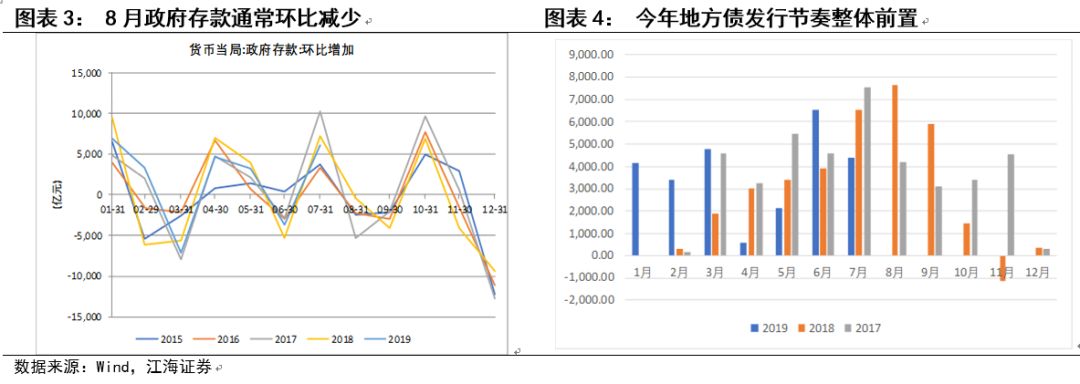 图表 3： 8 月政府存款通常环比减少
图表 4： 今年地方债发行节奏整体前置
货币当局:政府存款:环比增加
(亿元)
15,000
10,000
5,000
0
-5,000
-10,000
-15,000
01-31 02-29 03-31 04-30 05-31 06-30 07-31 08-31 09-30 10-31 11-30 12-31
2015 2016 2017 2018 2019
9,000.00
8,000.00
7,000.00
6,000.00
5,000.00
4,000.00
3,000.00
2,000.00
1,000.00
0.00
-1,000.00
-2,000.00
1月 2月 3月 4月 5月 6月 7月 8月 9月 10月 11月 12月
2019 2018 2017
数据来源：Wind，江海证券